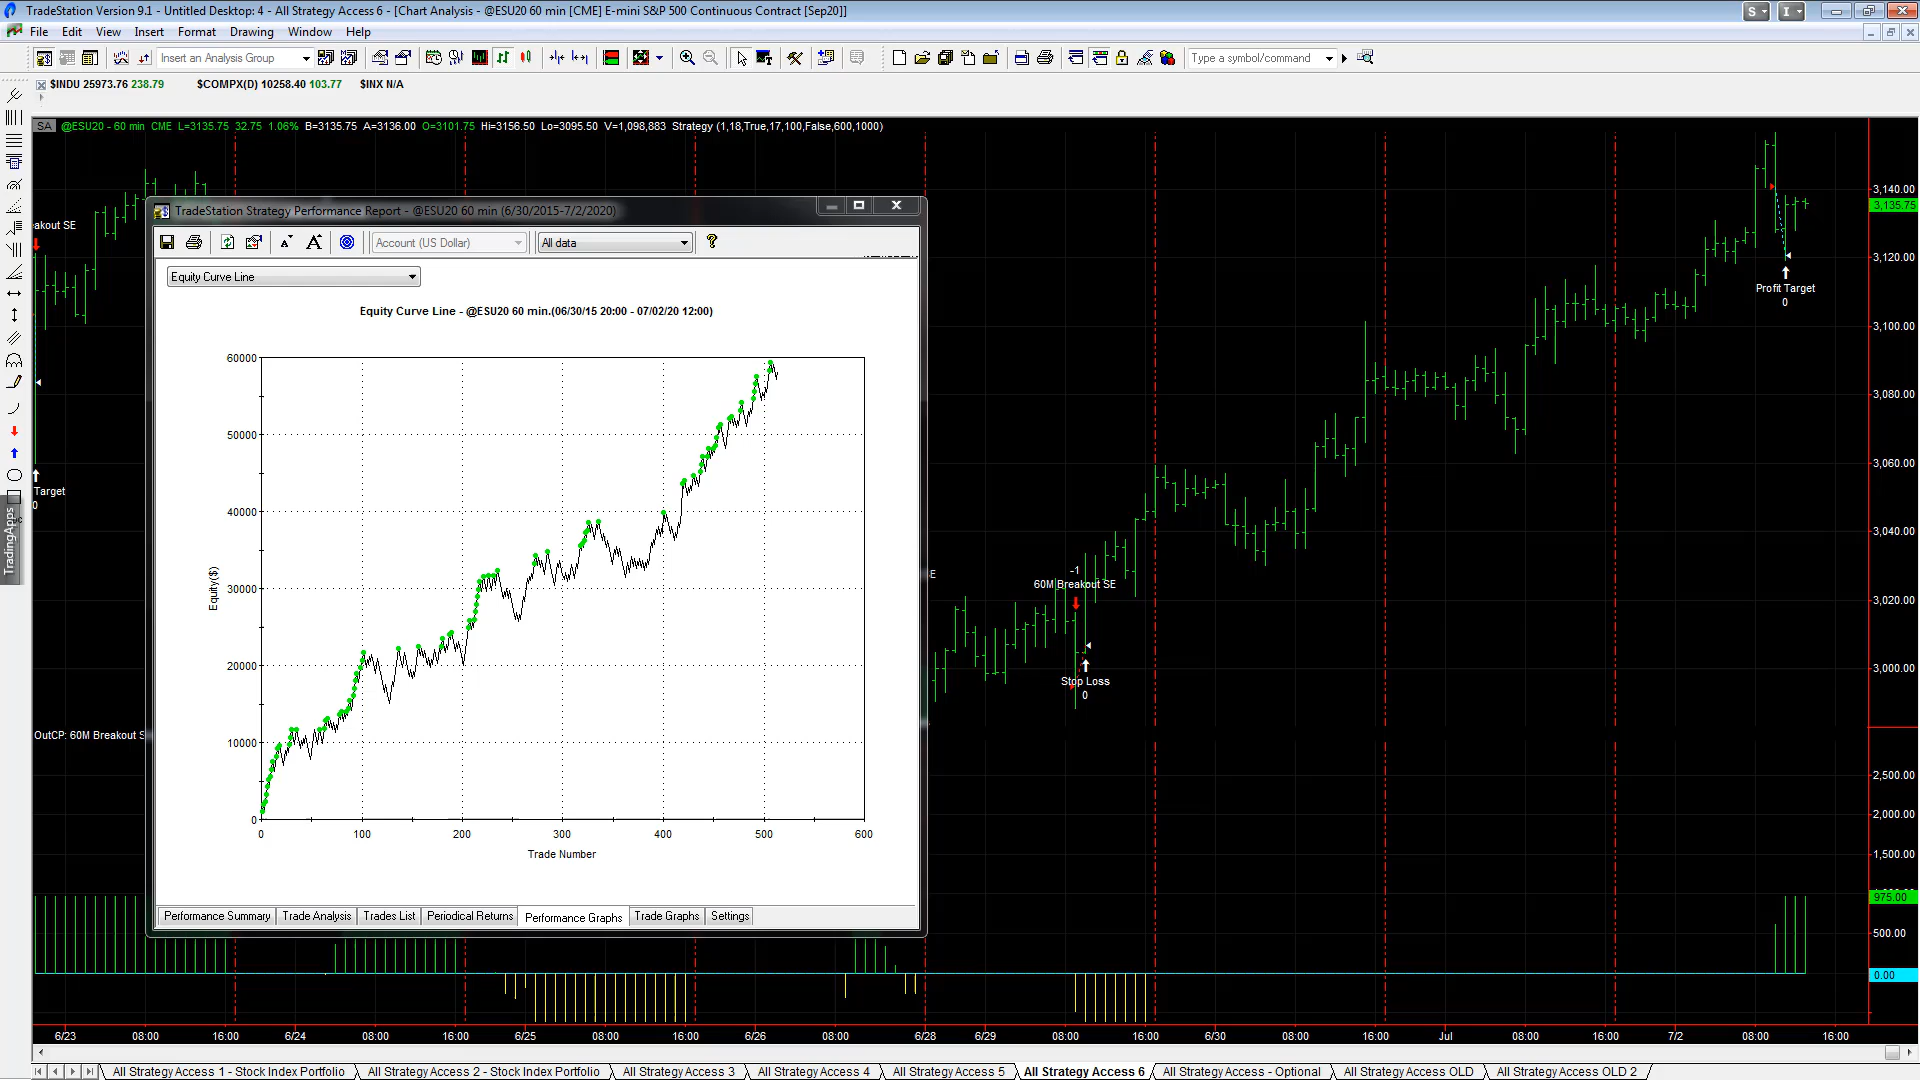 TradeStation Version 9.1 - Untitled Desktop: 4 - All Strategy Access 6 - [Chart Analysis - @ESU20 60 min [CME] E-mini S&P 500 Continuous Contract [Sep20]]
S
I
File Edit View Insert Format Drawing Window Help
Insert an Analysis Group
Type a symbol/command
$INDU 25973.76 238.79 $COMPX(D) 10258.40 103.77 $INX N/A
SA @ESU20 - 60 min CME L=3135.75 32.75 1.06% B=3135.75 A=3136.00 O=3101.75 Hi=3156.50 Lo=3095.50 V=1,098,883 Strategy (1,18,True,17,100,False,600,1000)
eakout SE
Target
0
TradingApps
OutCP: 60M Breakout S
TradeStation Strategy Performance Report - @ESU20 60 min (6/30/2015-7/2/2020)
Account (US Dollar)
All data
Equity Curve Line
Equity Curve Line - @ESU20 60 min.(06/30/15 20:00 - 07/02/20 12:00)
60000
50000
40000
30000
20000
10000
0
Equity($)
0 100 200 300 400 500 600
Trade Number
Performance Summary Trade Analysis Trades List Periodical Returns Performance Graphs Trade Graphs Settings
E
-1
60M Breakout SE
Stop Loss
0
Profit Target
0
3,140.00
3,135.75
3,120.00
3,100.00
3,080.00
3,060.00
3,040.00
3,020.00
3,000.00
2,500.00
2,000.00
1,500.00
975.00
500.00
0.00
6/23 08:00 16:00 6/24 08:00 16:00 6/25 08:00 16:00 6/26 08:00 6/28 6/29 08:00 16:00 6/30 08:00 16:00 Jul 08:00 16:00 7/2 08:00 16:00
All Strategy Access 1 - Stock Index Portfolio All Strategy Access 2 - Stock Index Portfolio All Strategy Access 3 All Strategy Access 4 All Strategy Access 5 All Strategy Access 6 All Strategy Access - Optional All Strategy Access OLD All Strategy Access OLD 2